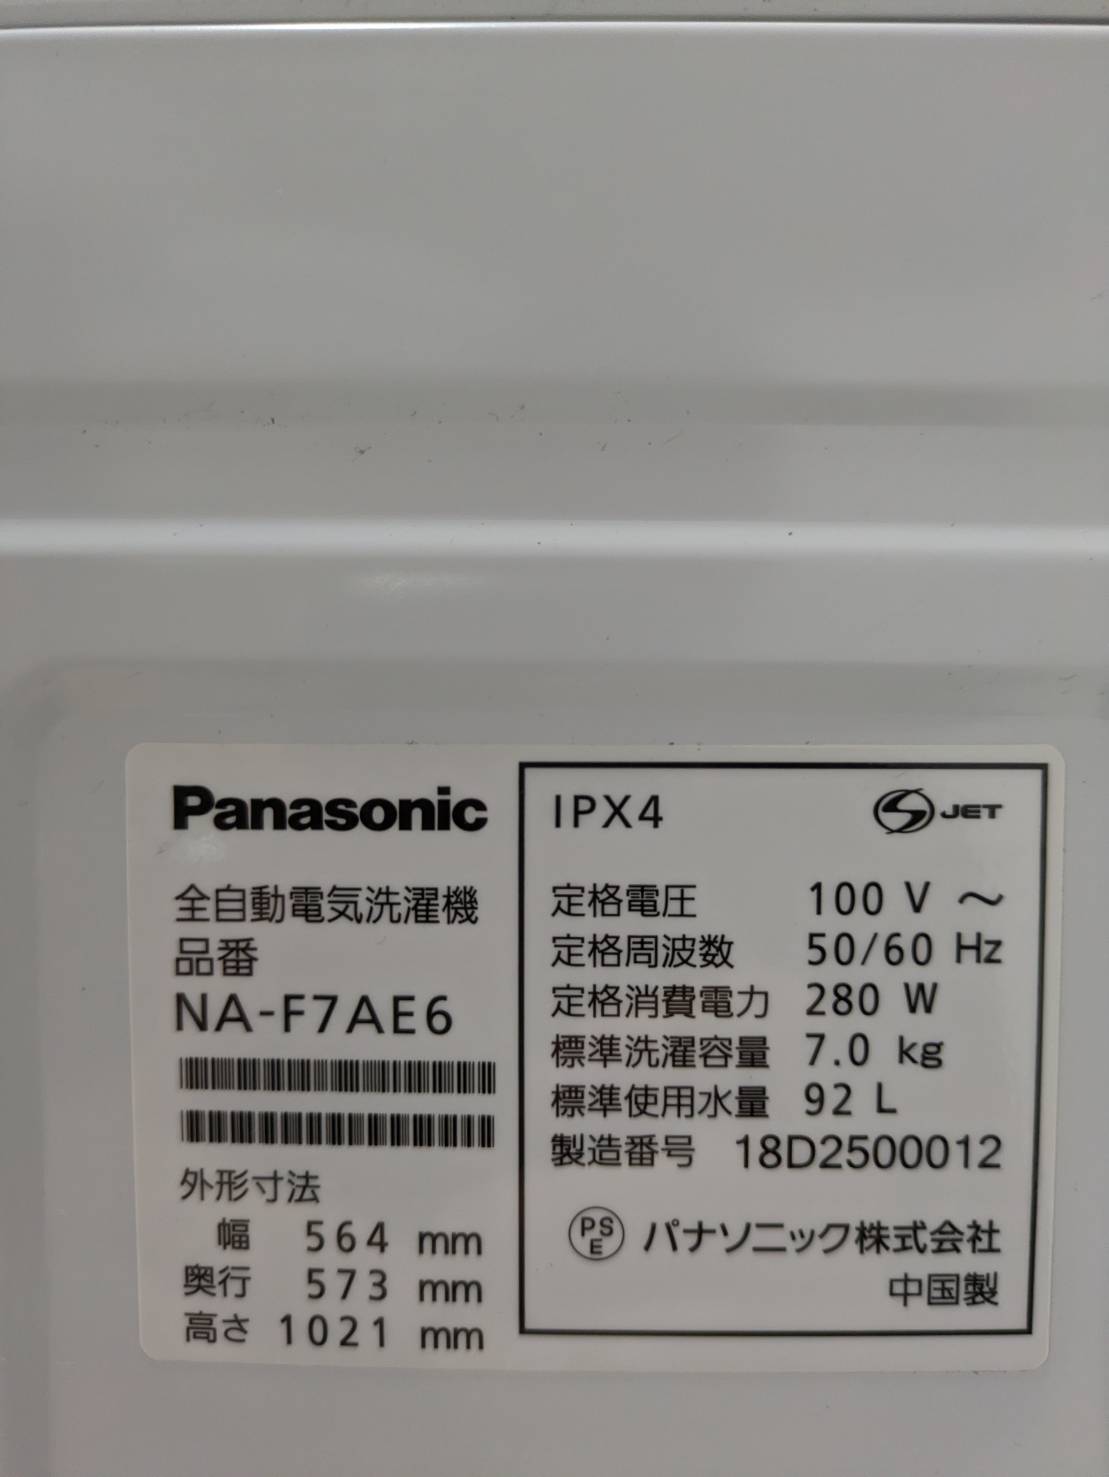 Panasonic
全自動電気洗濯機
品番
NA-F7AE6
外形寸法
幅 564 mm
奥行 573 mm
高さ 1021 mm
IPX4
S JET
定格電圧 100 V ～
定格周波数 50/60 Hz
定格消費電力 280 W
標準洗濯容量 7.0 kg
標準使用水量 92 L
製造番号 18D2500012
PSE パナソニック株式会社
中国製